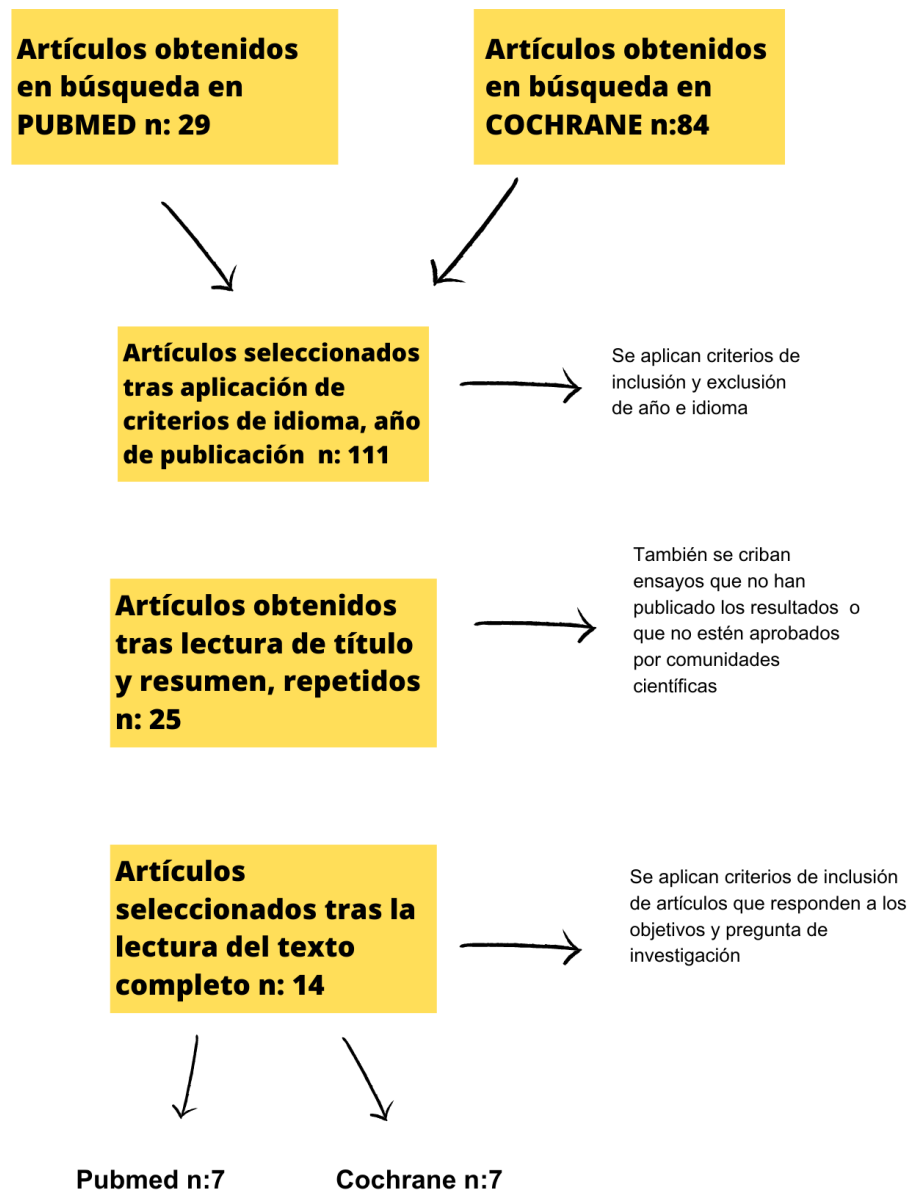 Artículos obtenidos
en búsqueda en
PUBMED n: 29
Artículos obtenidos
en búsqueda en
COCHRANE n:84
Artículos seleccionados
tras aplicación de
criterios de idioma, año
de publicación n: 111
Se aplican criterios de
inclusión y exclusión
de año e idioma
Artículos obtenidos
tras lectura de título
y resumen, repetidos
n: 25
También se criban
ensayos que no han
publicado los resultados o
que no estén aprobados
por comunidades
científicas
Artículos
seleccionados tras la
lectura del texto
completo n: 14
Se aplican criterios de inclusión
de artículos que responden a los
objetivos y pregunta de
investigación
Pubmed n:7
Cochrane n:7